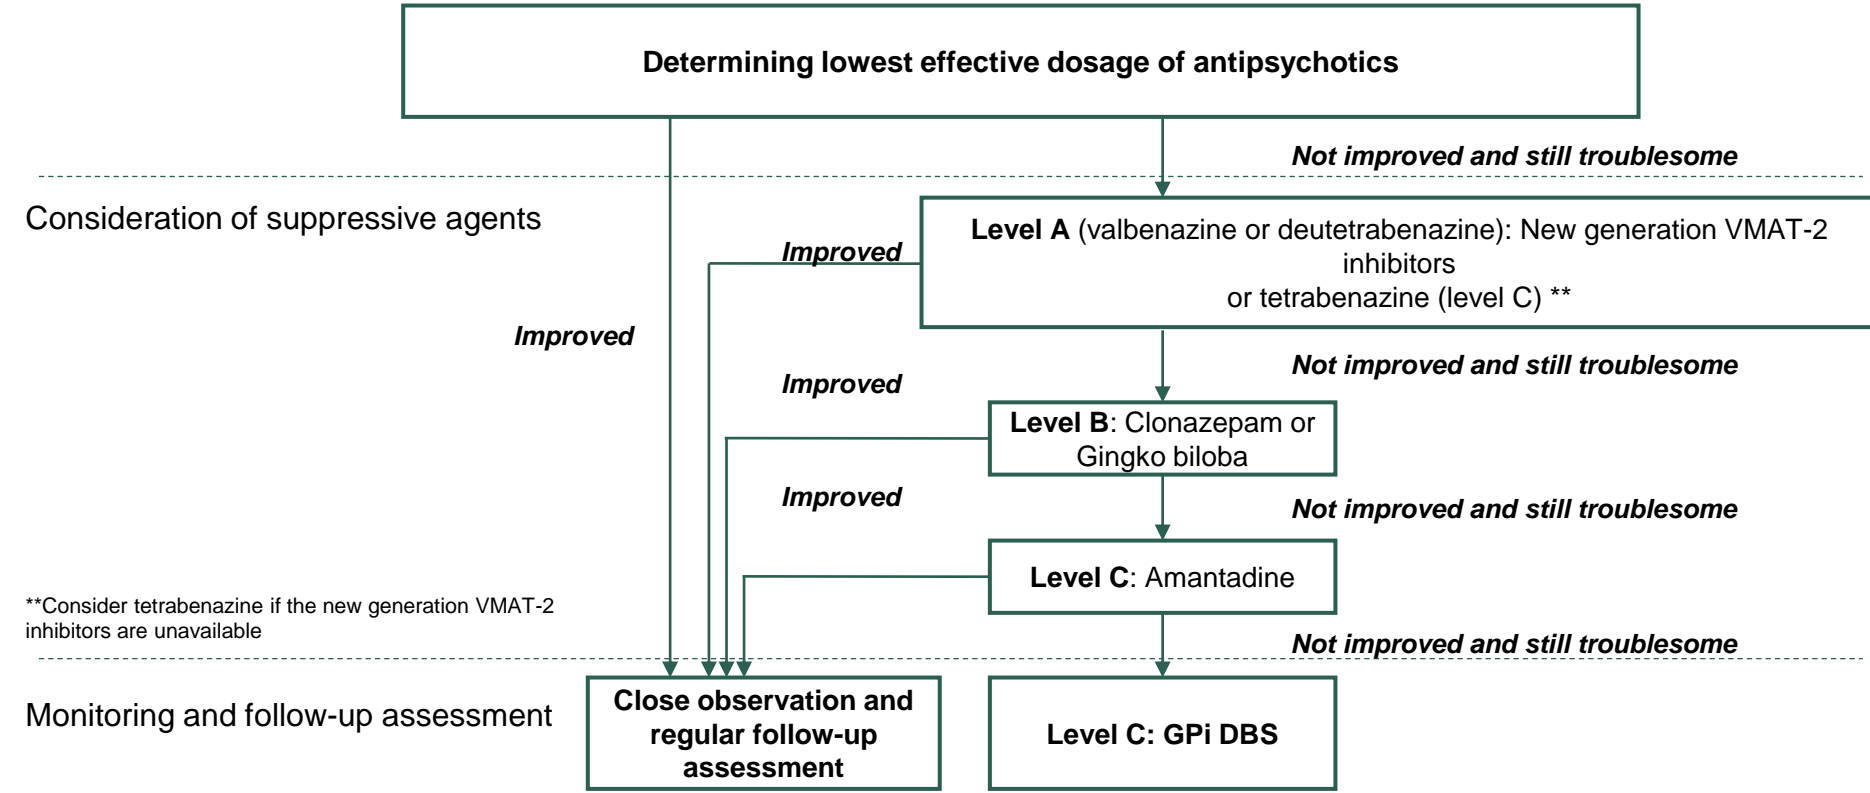 Determining lowest effective dosage of antipsychotics
Not improved and still troublesome
Consideration of suppressive agents
Level A (valbenazine or deutetrabenazine): New generation VMAT-2
inhibitors
or tetrabenazine (level C) **
Improved
Improved
Not improved and still troublesome
Improved
Level B: Clonazepam or
Gingko biloba
Improved
Not improved and still troublesome
Level C: Amantadine
**Consider tetrabenazine if the new generation VMAT-2
inhibitors are unavailable
Not improved and still troublesome
Monitoring and follow-up assessment
Close observation and
regular follow-up
assessment
Level C: GPi DBS